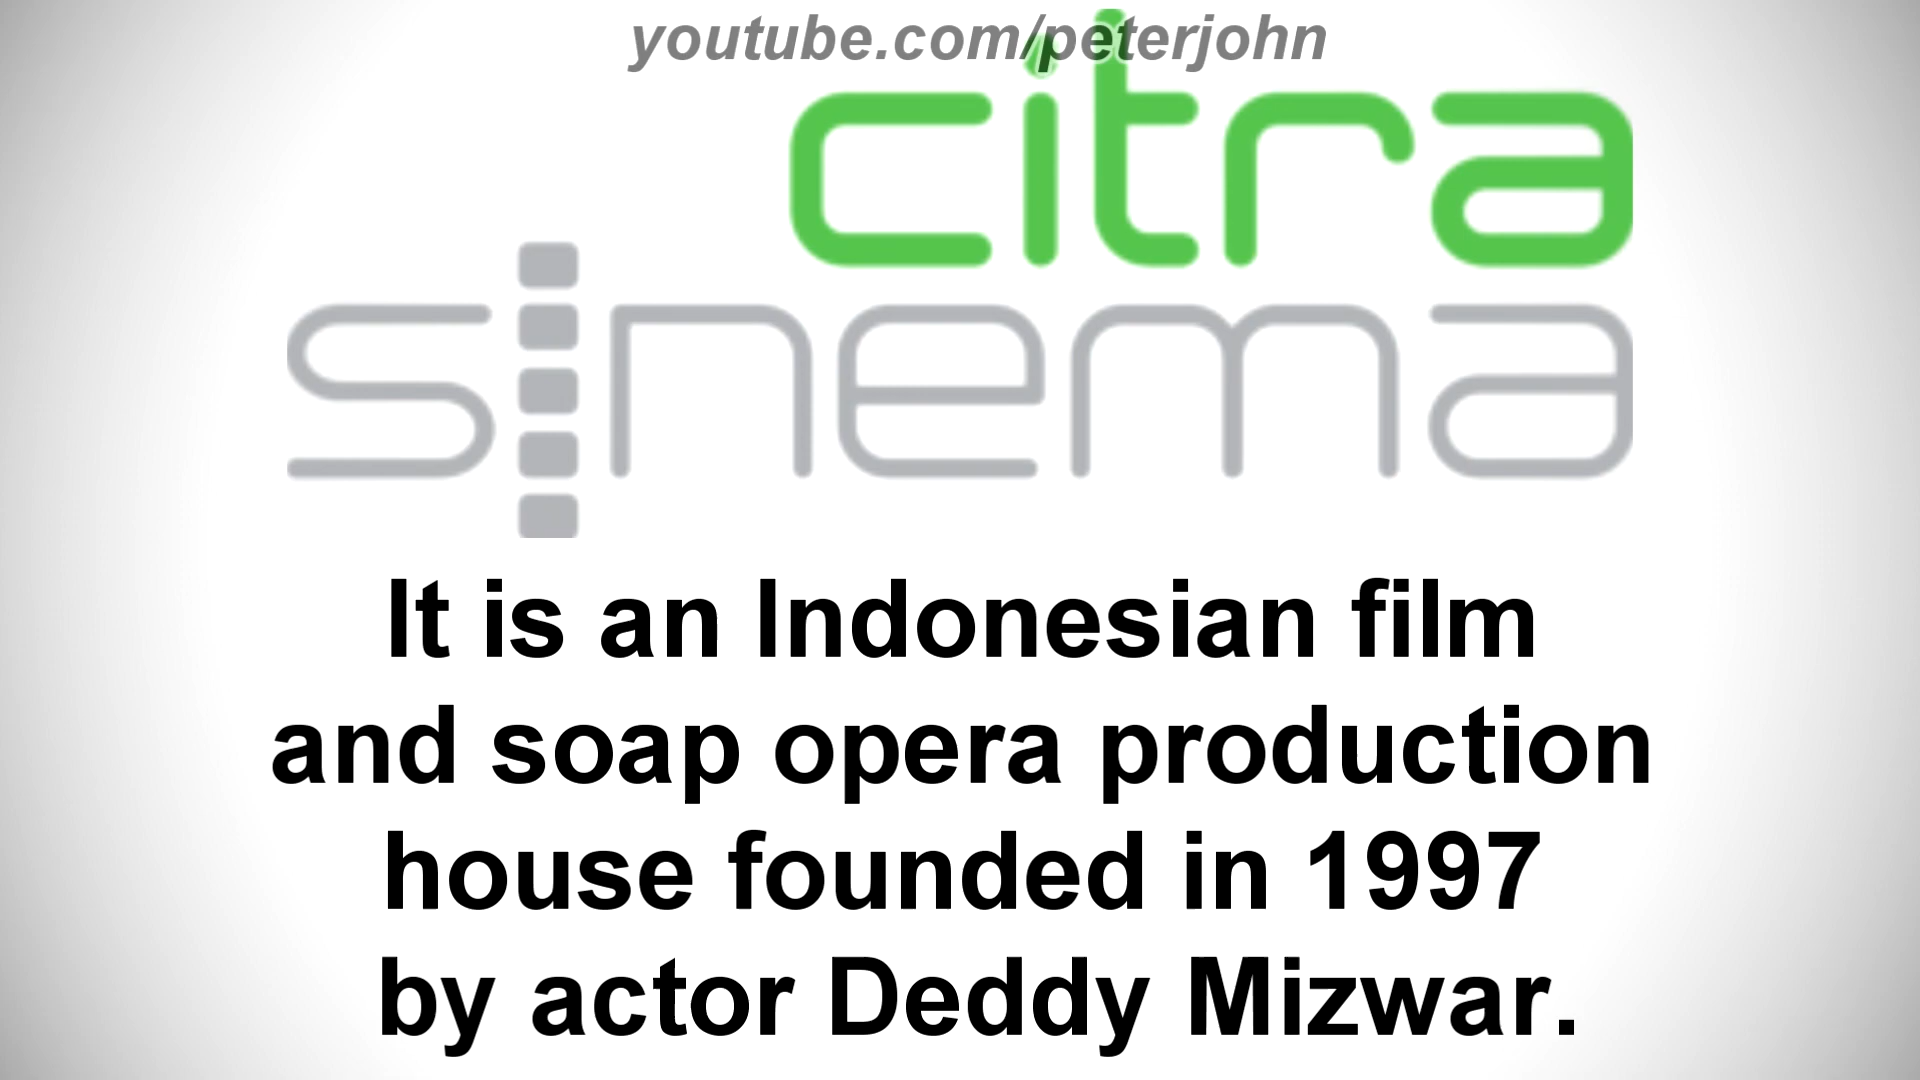 youtube.com/peterjohn
citra
sinema
It is an Indonesian film
and soap opera production
house founded in 1997
by actor Deddy Mizwar.